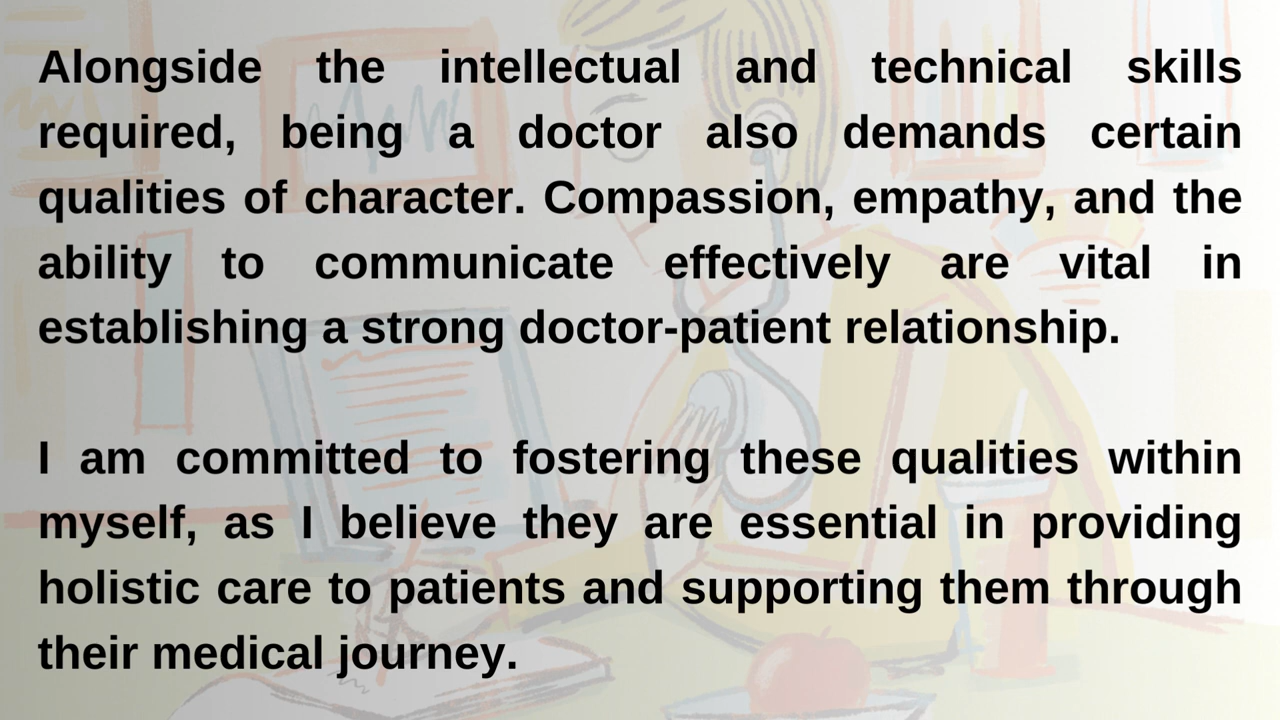 Alongside the intellectual and technical skills
required, being a doctor also demands certain
qualities of character. Compassion, empathy, and the
ability to communicate effectively are vital in
establishing a strong doctor-patient relationship.
I am committed to fostering these qualities within
myself, as I believe they are essential in providing
holistic care to patients and supporting them through
their medical journey.